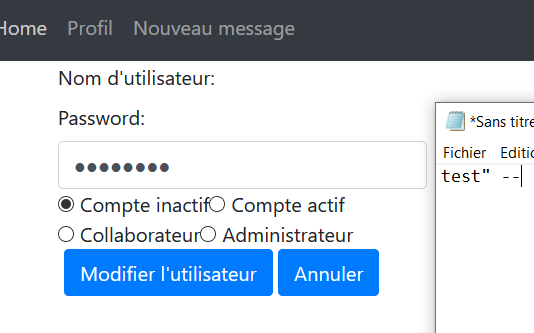 Home Profil Nouveau message
Nom d'utilisateur:
Password:
*Sans titre
Fichier Editio
test" --
Compte inactif Compte actif
Collaborateur Administrateur
Modifier l'utilisateur Annuler